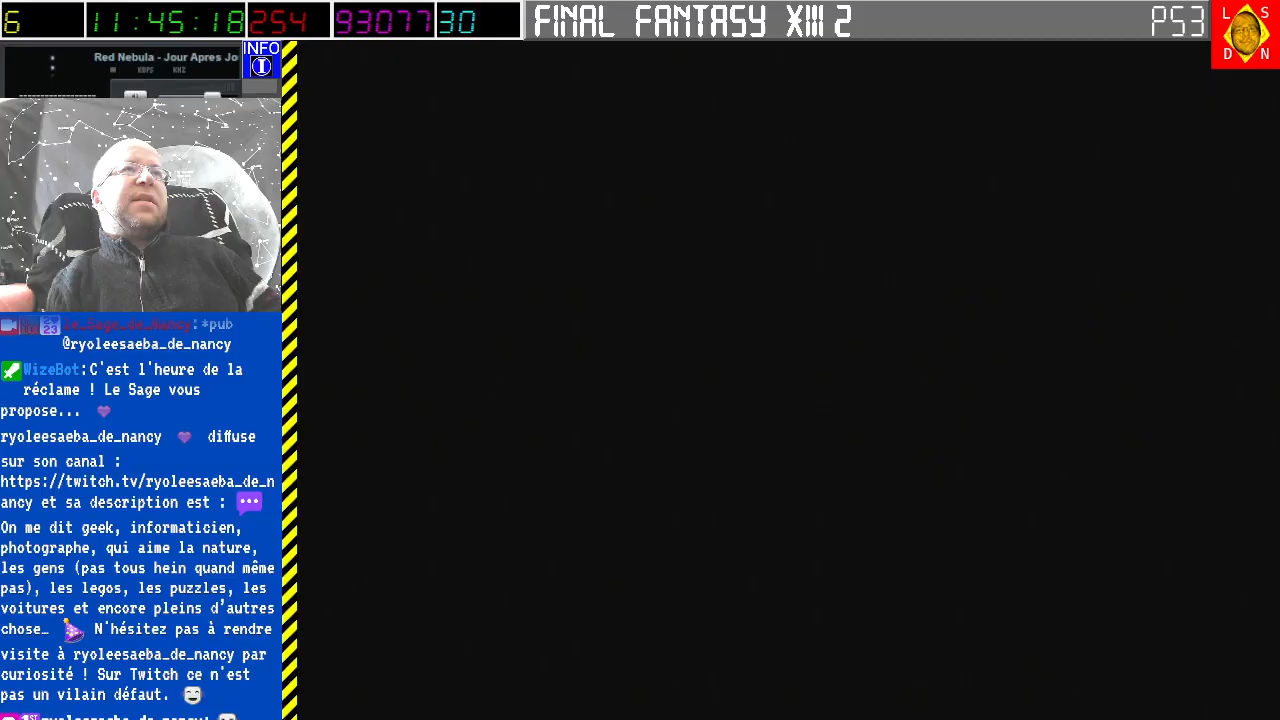 6
11:45:18
254
93077
30
FINAL FANTASY XIII 2
PS3
L S
D N
Red Nebula - Jour Apres Jo
KBPS KHZ
INFO
Le_Sage_de_Nancy: *pub
@ryoleesaeba_de_nancy
WizeBot: C'est l'heure de la
réclame ! Le Sage vous
propose...
ryoleesaeba_de_nancy diffuse
sur son canal :
https://twitch.tv/ryoleesaeba_de_n
ancy et sa description est :
On me dit geek, informaticien,
photographe, qui aime la nature,
les gens (pas tous hein quand même
pas), les legos, les puzzles, les
voitures et encore pleins d'autres
chose… N'hésitez pas à rendre
visite à ryoleesaeba_de_nancy par
curiosité ! Sur Twitch ce n'est
pas un vilain défaut.